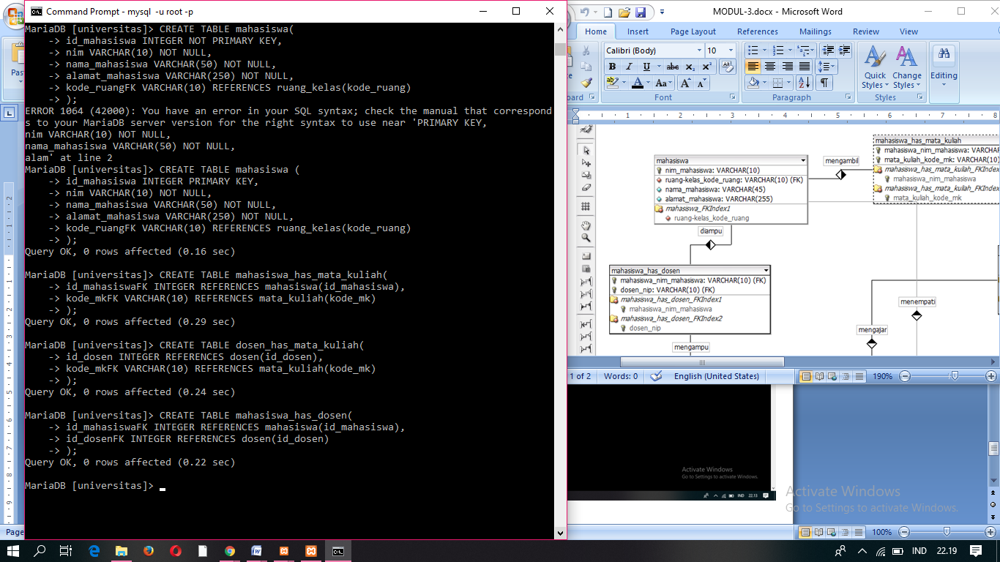 Command Prompt - mysql  -u root -p
MariaDB [universitas]> CREATE TABLE mahasiswa(
    -> id_mahasiswa INTEGER NOT PRIMARY KEY,
    -> nim VARCHAR(10) NOT NULL,
    -> nama_mahasiswa VARCHAR(50) NOT NULL,
    -> alamat_mahasiswa VARCHAR(250) NOT NULL,
    -> kode_ruangFK VARCHAR(10) REFERENCES ruang_kelas(kode_ruang)
    -> );
ERROR 1064 (42000): You have an error in your SQL syntax; check the manual that correspond
s to your MariaDB server version for the right syntax to use near 'PRIMARY KEY,
nim VARCHAR(10) NOT NULL,
nama_mahasiswa VARCHAR(50) NOT NULL,
alam' at line 2
MariaDB [universitas]> CREATE TABLE mahasiswa (
    -> id_mahasiswa INTEGER PRIMARY KEY,
    -> nim VARCHAR(10) NOT NULL,
    -> nama_mahasiswa VARCHAR(50) NOT NULL,
    -> alamat_mahasiswa VARCHAR(250) NOT NULL,
    -> kode_ruangFK VARCHAR(10) REFERENCES ruang_kelas(kode_ruang)
    -> );
Query OK, 0 rows affected (0.16 sec)
MariaDB [universitas]> CREATE TABLE mahasiswa_has_mata_kuliah(
    -> id_mahasiswaFK INTEGER REFERENCES mahasiswa(id_mahasiswa),
    -> kode_mkFK VARCHAR(10) REFERENCES mata_kuliah(kode_mk)
    -> );
Query OK, 0 rows affected (0.29 sec)
MariaDB [universitas]> CREATE TABLE dosen_has_mata_kuliah(
    -> id_dosen INTEGER REFERENCES dosen(id_dosen),
    -> kode_mkFK VARCHAR(10) REFERENCES mata_kuliah(kode_mk)
    -> );
Query OK, 0 rows affected (0.24 sec)
MariaDB [universitas]> CREATE TABLE mahasiswa_has_dosen(
    -> id_mahasiswaFK INTEGER REFERENCES mahasiswa(id_mahasiswa),
    -> id_dosenFK INTEGER REFERENCES dosen(id_dosen)
    -> );
Query OK, 0 rows affected (0.22 sec)
MariaDB [universitas]>
Past
Page
MODUL-3.docx - Microsoft Word
Home Insert Page Layout References Mailings Review View
Calibri (Body) 10
Quick Styles
Change Styles
Editing
Font Paragraph Styles
1 2 3 4 5 6 7 8
mahasiswa
nim_mahasiswa: VARCHAR(10)
ruang-kelas_kode_ruang: VARCHAR(10) (FK)
nama_mahasiswa: VARCHAR(45)
alamat_mahasiswa: VARCHAR(255)
mahasiswa_FKIndex1
ruang-kelas_kode_ruang
mengambil
mahasiswa_has_mata_kuliah
mahasiswa_nim_mahasiswa: VARCHAR
mata_kuliah_kode_mk: VARCHAR(10)
mahasiswa_has_mata_kuliah_FKIndex
mahasiswa_nim_mahasiswa
mahasiswa_has_mata_kuliah_FKIndex
mata_kuliah_kode_mk
diampu
mahasiswa_has_dosen
mahasiswa_nim_mahasiswa: VARCHAR(10) (FK)
dosen_nip: VARCHAR(10) (FK)
mahasiswa_has_dosen_FKIndex1
mahasiswa_nim_mahasiswa
mahasiswa_has_dosen_FKIndex2
dosen_nip
menempati
mengajar
mengampu
1 of 2 Words: 0 English (United States) 190%
Activate Windows
Go to Settings to activate Windows.
IND 22.13
Activate Windows
Go to Settings to activate Windows.
100%
IND 22.19